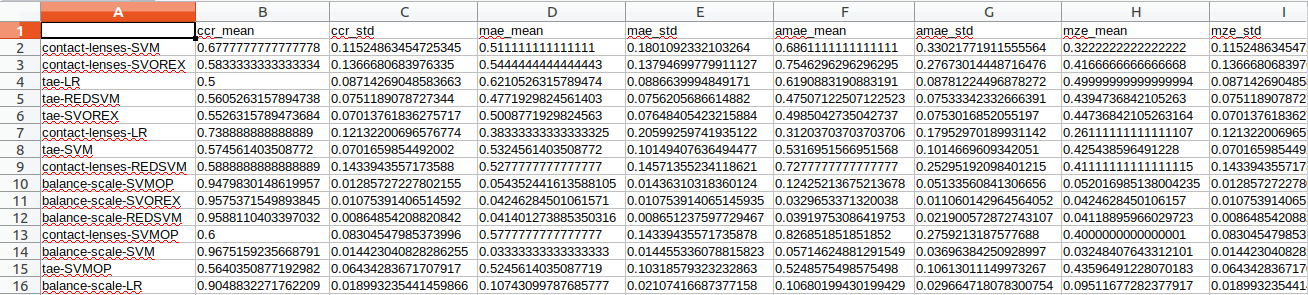 A B C D E F G H I
1 ccr_mean ccr_std mae_mean mae_std amae_mean amae_std mze_mean mze_std
2 contact-lenses-SVM 0.6777777777777778 0.11524863454725345 0.511111111111111 0.1801092332103264 0.686111111111111 0.33021771911555564 0.3222222222222222 0.115248634547
3 contact-lenses-SVOREX 0.5833333333333334 0.1366680683976335 0.5444444444444443 0.13794699779911127 0.7546296296296295 0.27673014448716476 0.4166666666666668 0.1366680683976
4 tae-LR 0.5 0.08714269048583663 0.6210526315789474 0.0886639994849171 0.6190883190883191 0.08781224496878272 0.49999999999999994 0.087142690485
5 tae-REDSVM 0.5605263157894738 0.0751189078727344 0.4771929824561403 0.0756205686614882 0.47507122507122523 0.07533342332666391 0.4394736842105263 0.0751189078727
6 tae-SVOREX 0.5526315789473684 0.07013761836275717 0.5008771929824563 0.07648405423215884 0.4985042735042737 0.0753016852055197 0.44736842105263164 0.070137618362
7 contact-lenses-LR 0.738888888888889 0.12132200696576774 0.38333333333333325 0.20599259741935122 0.31203703703703706 0.17952970189931142 0.26111111111111107 0.121322006965
8 tae-SVM 0.574561403508772 0.0701659854492002 0.5324561403508772 0.10149407636494477 0.5316951566951568 0.1014669609342051 0.425438596491228 0.070165985449
9 contact-lenses-REDSVM 0.5888888888888889 0.1433943557173588 0.5277777777777777 0.14571355234118621 0.7277777777777777 0.25295192098401215 0.41111111111111115 0.143394355717
10 balance-scale-SVMOP 0.9479830148619957 0.01285727227802155 0.054352441613588105 0.01436310318360124 0.12425213675213678 0.05133560841306656 0.052016985138004235 0.012857272278
11 balance-scale-SVOREX 0.9575371549893845 0.01075390406514592 0.04246284501061571 0.010753914065145935 0.0329653371320038 0.011060142964564052 0.0424628450106157 0.010753914065
12 balance-scale-REDSVM 0.9588110403397032 0.00864854208820842 0.041401273885350316 0.008651237597729467 0.03919753086419753 0.021900572872743107 0.04118895966029723 0.008648542088
13 contact-lenses-SVMOP 0.6 0.08304547985373996 0.5777777777777777 0.14339435571735878 0.826851851851852 0.2759213187577688 0.4000000000000001 0.083045479853
14 balance-scale-SVM 0.9675159235668791 0.014423040828286255 0.03333333333333333 0.014455336078815823 0.05714624881291549 0.03696384250928997 0.03248407643312101 0.014423040828
15 tae-SVMOP 0.5640350877192982 0.06434283671707917 0.5245614035087719 0.10318579323232863 0.5248575498575498 0.10613011149973267 0.43596491228070183 0.064342836717
16 balance-scale-LR 0.9048832271762209 0.018993235441459866 0.10743099787685777 0.02107416687377158 0.10680199430199429 0.029664718078300754 0.09511677282377917 0.018993235441